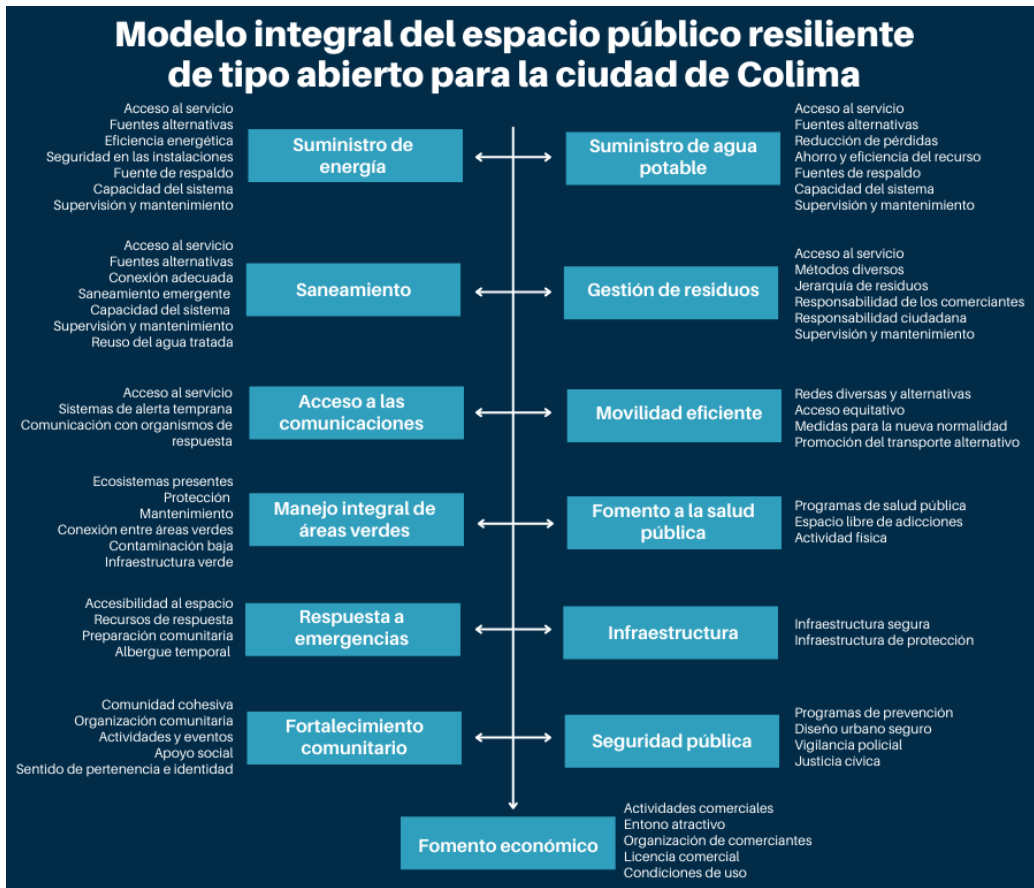 Modelo integral del espacio público resiliente
de tipo abierto para la ciudad de Colima
Acceso al servicio
Fuentes alternativas
Eficiencia energética
Seguridad en las instalaciones
Fuente de respaldo
Capacidad del sistema
Supervisión y mantenimiento
Suministro de
energía
Suministro de agua
potable
Acceso al servicio
Fuentes alternativas
Reducción de pérdidas
Ahorro y eficiencia del recurso
Fuentes de respaldo
Capacidad del sistema
Supervisión y mantenimiento
Acceso al servicio
Fuentes alternativas
Conexión adecuada
Saneamiento emergente
Capacidad del sistema
Supervisión y mantenimiento
Reuso del agua tratada
Saneamiento
Gestión de residuos
Acceso al servicio
Métodos diversos
Jerarquía de residuos
Responsabilidad de los comerciantes
Responsabilidad ciudadana
Supervisión y mantenimiento
Acceso al servicio
Sistemas de alerta temprana
Comunicación con organismos de
respuesta
Acceso a las
comunicaciones
Movilidad eficiente
Redes diversas y alternativas
Acceso equitativo
Medidas para la nueva normalidad
Promoción del transporte alternativo
Ecosistemas presentes
Protección
Mantenimiento
Conexión entre áreas verdes
Contaminación baja
Infraestructura verde
Manejo integral de
áreas verdes
Fomento a la salud
pública
Programas de salud pública
Espacio libre de adicciones
Actividad física
Accesibilidad al espacio
Recursos de respuesta
Preparación comunitaria
Albergue temporal
Respuesta a
emergencias
Infraestructura
Infraestructura segura
Infraestructura de protección
Comunidad cohesiva
Organización comunitaria
Actividades y eventos
Apoyo social
Sentido de pertenencia e identidad
Fortalecimiento
comunitario
Seguridad pública
Programas de prevención
Diseño urbano seguro
Vigilancia policial
Justicia cívica
Fomento económico
Actividades comerciales
Entono atractivo
Organización de comerciantes
Licencia comercial
Condiciones de uso